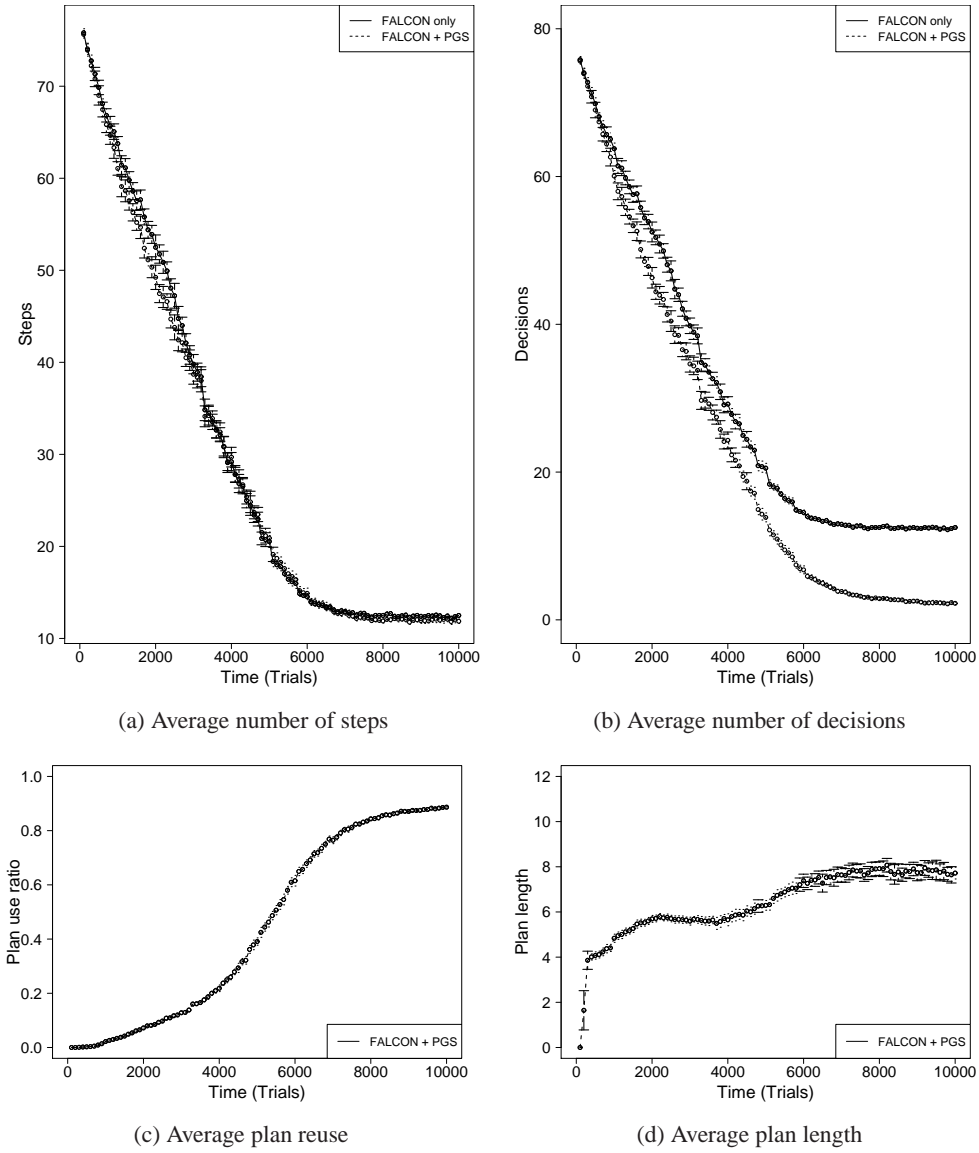 FALCON only
FALCON + PGS
70
60
50
40
30
20
10
Steps
0 2000 4000 6000 8000 10000
Time (Trials)
(a) Average number of steps
FALCON only
FALCON + PGS
80
60
40
20
0
Decisions
0 2000 4000 6000 8000 10000
Time (Trials)
(b) Average number of decisions
1.0
0.8
0.6
0.4
0.2
0.0
Plan use ratio
FALCON + PGS
0 2000 4000 6000 8000 10000
Time (Trials)
(c) Average plan reuse
12
10
8
6
4
2
0
Plan length
FALCON + PGS
0 2000 4000 6000 8000 10000
Time (Trials)
(d) Average plan length